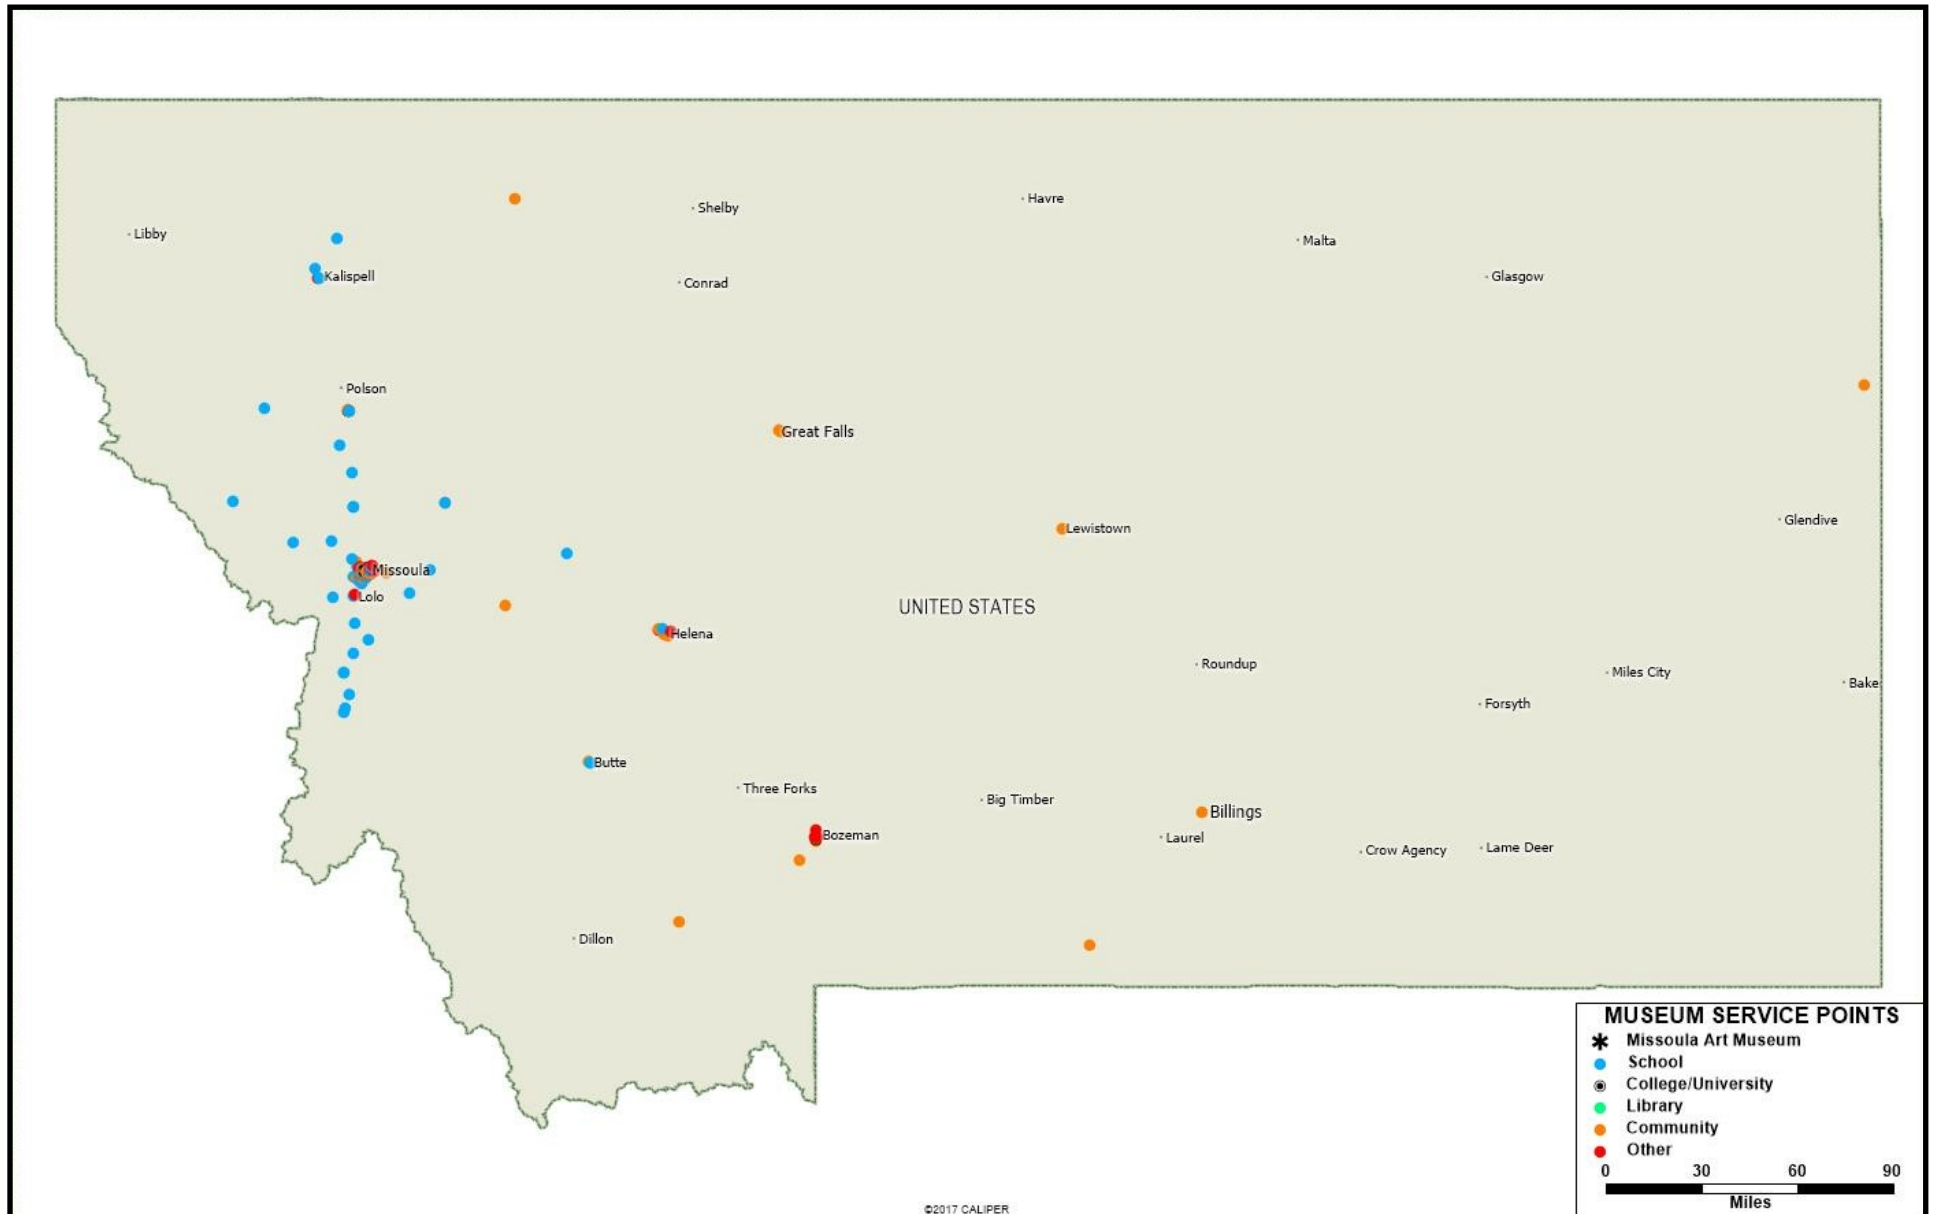 Havre
Shelby
Libby
Malta
Kalispell
Glasgow
Conrad
Polson
Great Falls
Glendive
Lewistown
Missoula
Lolo
UNITED STATES
Helena
Roundup
Miles City
Bake
Forsyth
Butte
Three Forks
Big Timber
Billings
Bozeman
Laurel
Crow Agency
Lame Deer
Dillon
MUSEUM SERVICE POINTS
Missoula Art Museum
School
College/University
Library
Community
Other
0 30 60 90
Miles
©2017 CALIPER